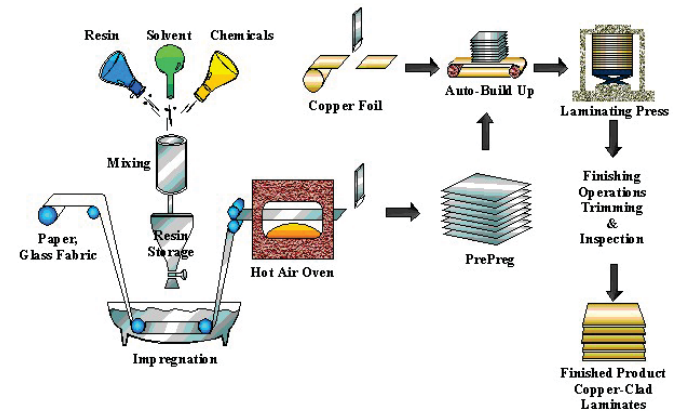 Resin
Solvent
Chemicals
Mixing
Resin
Storage
Paper,
Glass Fabric
Impregnation
Hot Air Oven
Copper Foil
Auto-Build Up
Laminating Press
PrePreg
Finishing
Operations
Trimming
&
Inspection
Finished Product
Copper-Clad
Laminates